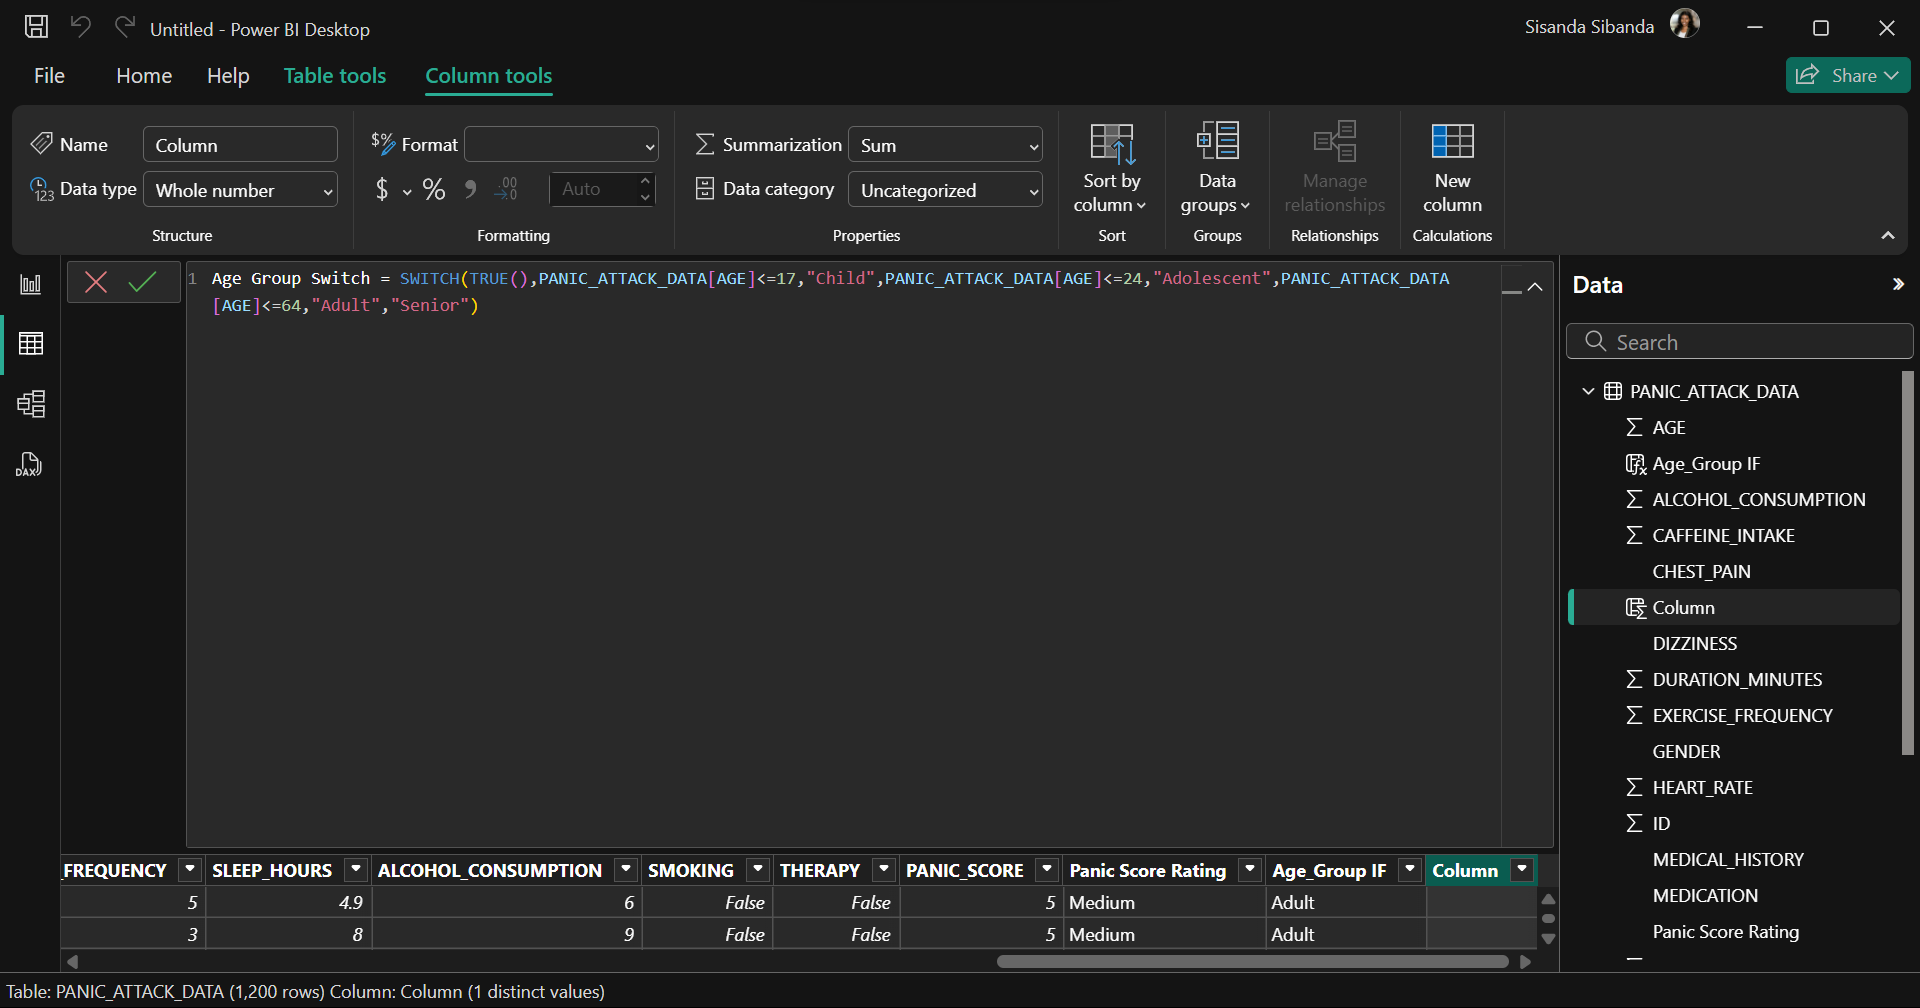 Untitled - Power BI Desktop
Sisanda Sibanda
File Home Help Table tools Column tools
Share
Name Column
$% Format
Summarization Sum
Data type Whole number
123
$ % .00 Auto
Data category Uncategorized
Sort by column
Data groups
Manage relationships
New column
Structure
Formatting
Properties
Sort
Groups
Relationships
Calculations
1 Age Group Switch = SWITCH(TRUE(),PANIC_ATTACK_DATA[AGE]<=17,"Child",PANIC_ATTACK_DATA[AGE]<=24,"Adolescent",PANIC_ATTACK_DATA
[AGE]<=64,"Adult","Senior")
DAX
Data
Search
PANIC_ATTACK_DATA
AGE
Age_Group IF
ALCOHOL_CONSUMPTION
CAFFEINE_INTAKE
CHEST_PAIN
Column
DIZZINESS
DURATION_MINUTES
EXERCISE_FREQUENCY
GENDER
HEART_RATE
ID
MEDICAL_HISTORY
MEDICATION
Panic Score Rating
_FREQUENCY SLEEP_HOURS ALCOHOL_CONSUMPTION SMOKING THERAPY PANIC_SCORE Panic Score Rating Age_Group IF Column
5 4.9 6 False False 5 Medium Adult
3 8 9 False False 5 Medium Adult
Table: PANIC_ATTACK_DATA (1,200 rows) Column: Column (1 distinct values)